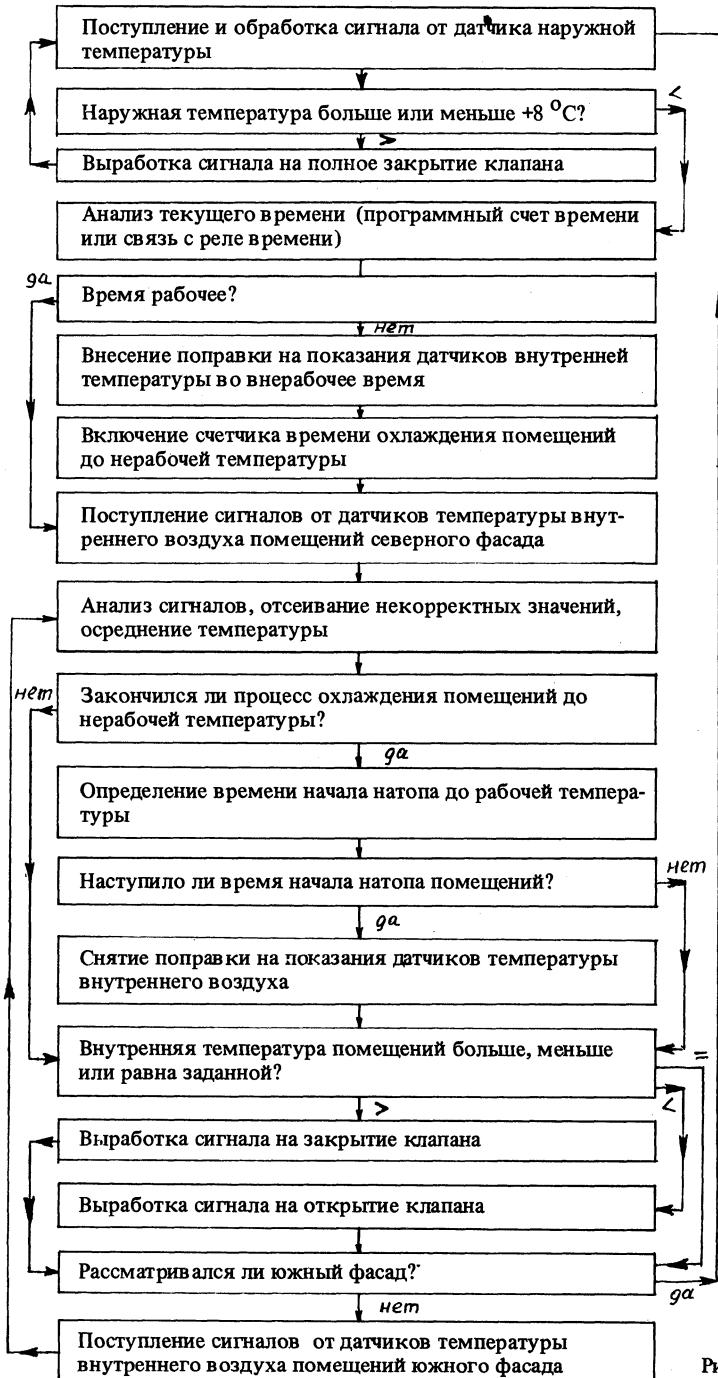 Поступление и обработка сигнала от датчика наружной
температуры
<
Наружная температура больше или меньше +8 °C?
>
Выработка сигнала на полное закрытие клапана
Анализ текущего времени (программный счет времени
или связь с реле времени)
да
Время рабочее?
нет
Внесение поправки на показания датчиков внутренней
температуры во внерабочее время
Включение счетчика времени охлаждения помещений
до нерабочей температуры
Поступление сигналов от датчиков температуры внут-
реннего воздуха помещений северного фасада
Анализ сигналов, отсеивание некорректных значений,
осреднение температуры
нет
Закончился ли процесс охлаждения помещений до
нерабочей температуры?
да
Определение времени начала натопа до рабочей темпера-
туры
Наступило ли время начала натопа помещений?
нет
да
Снятие поправки на показания датчиков температуры
внутреннего воздуха
Внутренняя температура помещений больше, меньше
или равна заданной?
=
>
<
Выработка сигнала на закрытие клапана
Выработка сигнала на открытие клапана
Рассматривался ли южный фасад?
да
нет
Поступление сигналов от датчиков температуры
внутреннего воздуха помещений южного фасада